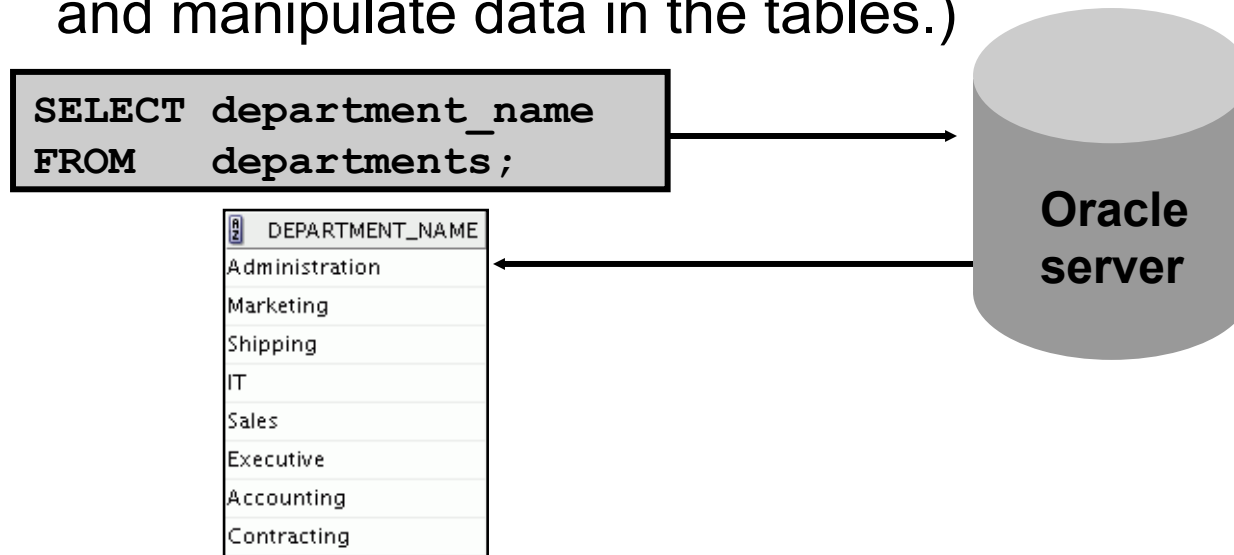 and manipulate data in the tables.)
SELECT department_name
FROM departments;
Oracle
server
DEPARTMENT_NAME
Administration
Marketing
Shipping
IT
Sales
Executive
Accounting
Contracting